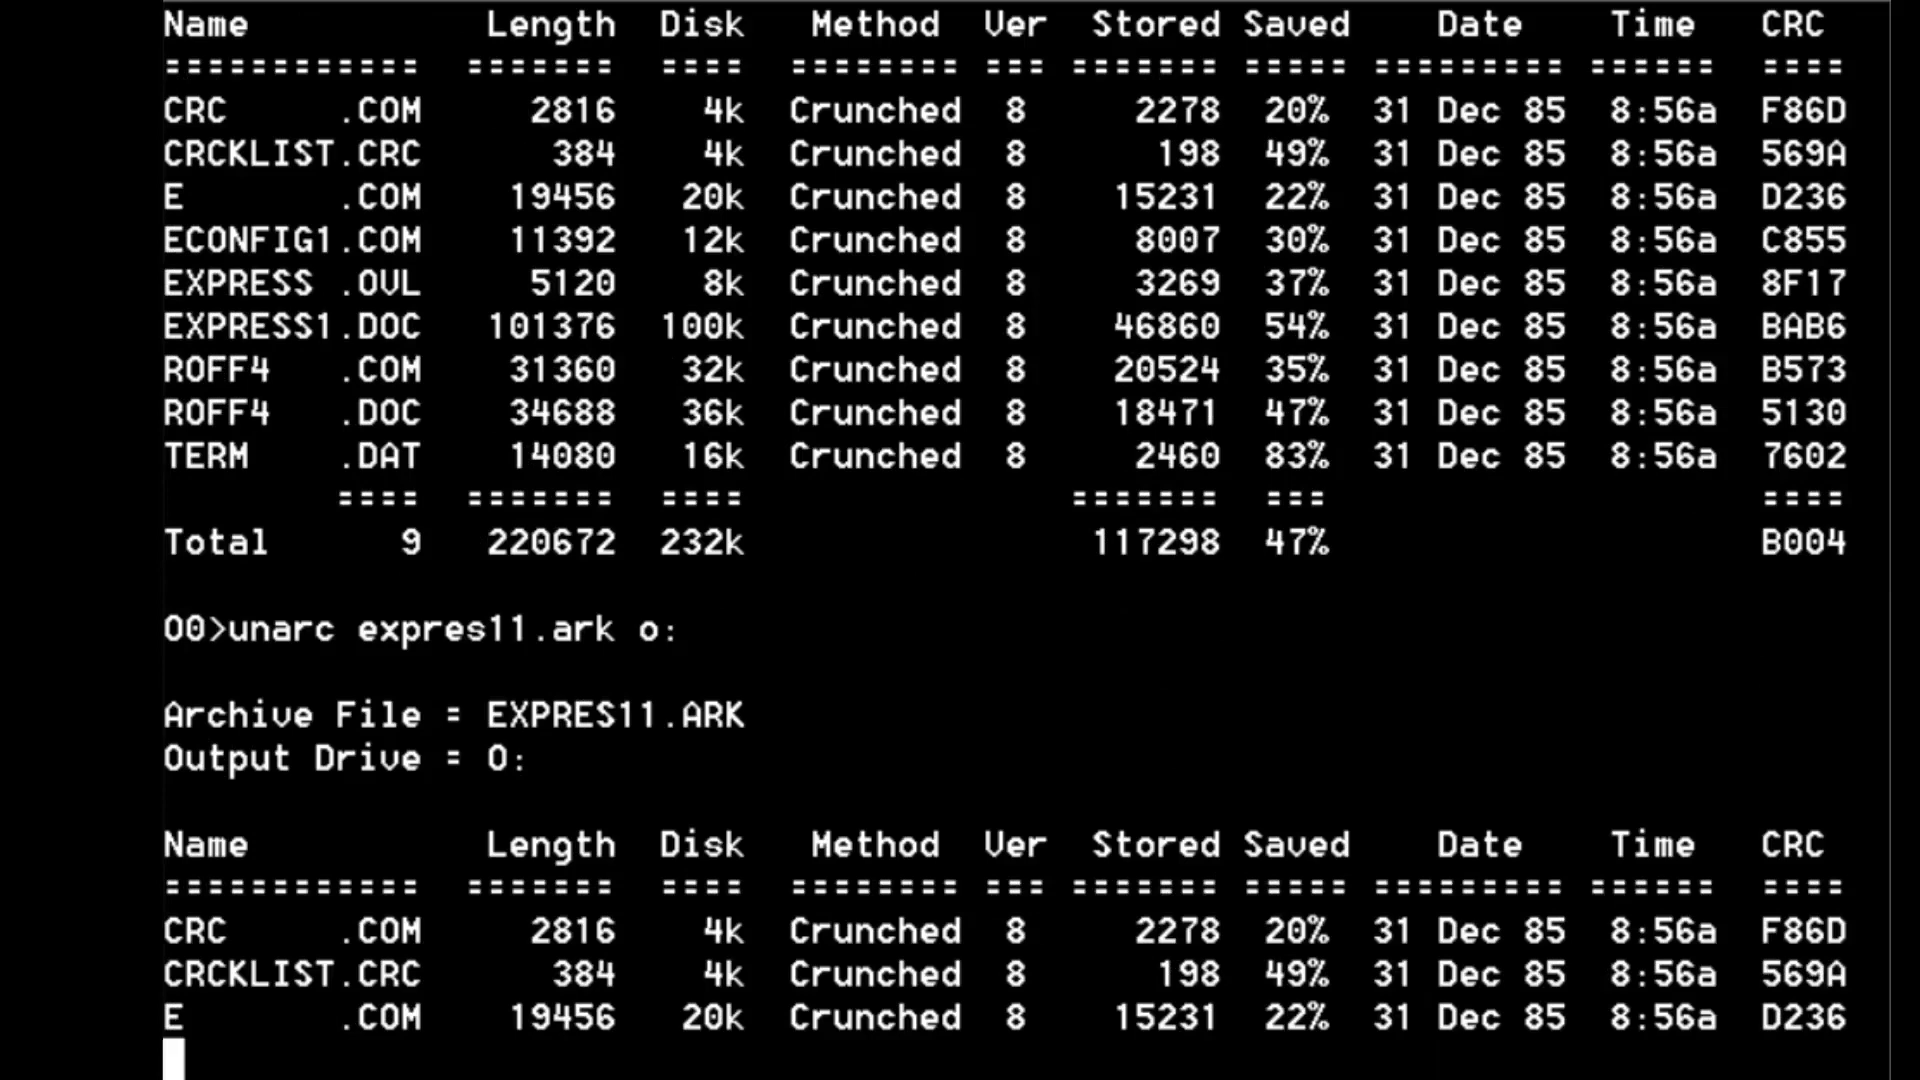 Name           Length  Disk   Method  Ver  Stored Saved    Date    Time   CRC
============  =======  ====  ======== === ======= ===== ========= ======  ====
CRC     .COM     2816    4k  Crunched  8     2278  20%  31 Dec 85  8:56a  F86D
CRCKLIST.CRC      384    4k  Crunched  8      198  49%  31 Dec 85  8:56a  569A
E       .COM    19456   20k  Crunched  8    15231  22%  31 Dec 85  8:56a  D236
ECONFIG1.COM    11392   12k  Crunched  8     8007  30%  31 Dec 85  8:56a  C855
EXPRESS .OVL     5120    8k  Crunched  8     3269  37%  31 Dec 85  8:56a  8F17
EXPRESS1.DOC   101376  100k  Crunched  8    46860  54%  31 Dec 85  8:56a  BAB6
ROFF4   .COM    31360   32k  Crunched  8    20524  35%  31 Dec 85  8:56a  B573
ROFF4   .DOC    34688   36k  Crunched  8    18471  47%  31 Dec 85  8:56a  5130
TERM    .DAT    14080   16k  Crunched  8     2460  83%  31 Dec 85  8:56a  7602
        ====  =======  ====               =======  ===                    ====
Total      9   220672  232k                117298  47%                    B004
O0>unarc expres11.ark o:
Archive File = EXPRES11.ARK
Output Drive = O:
Name           Length  Disk   Method  Ver  Stored Saved    Date    Time   CRC
============  =======  ====  ======== === ======= ===== ========= ======  ====
CRC     .COM     2816    4k  Crunched  8     2278  20%  31 Dec 85  8:56a  F86D
CRCKLIST.CRC      384    4k  Crunched  8      198  49%  31 Dec 85  8:56a  569A
E       .COM    19456   20k  Crunched  8    15231  22%  31 Dec 85  8:56a  D236